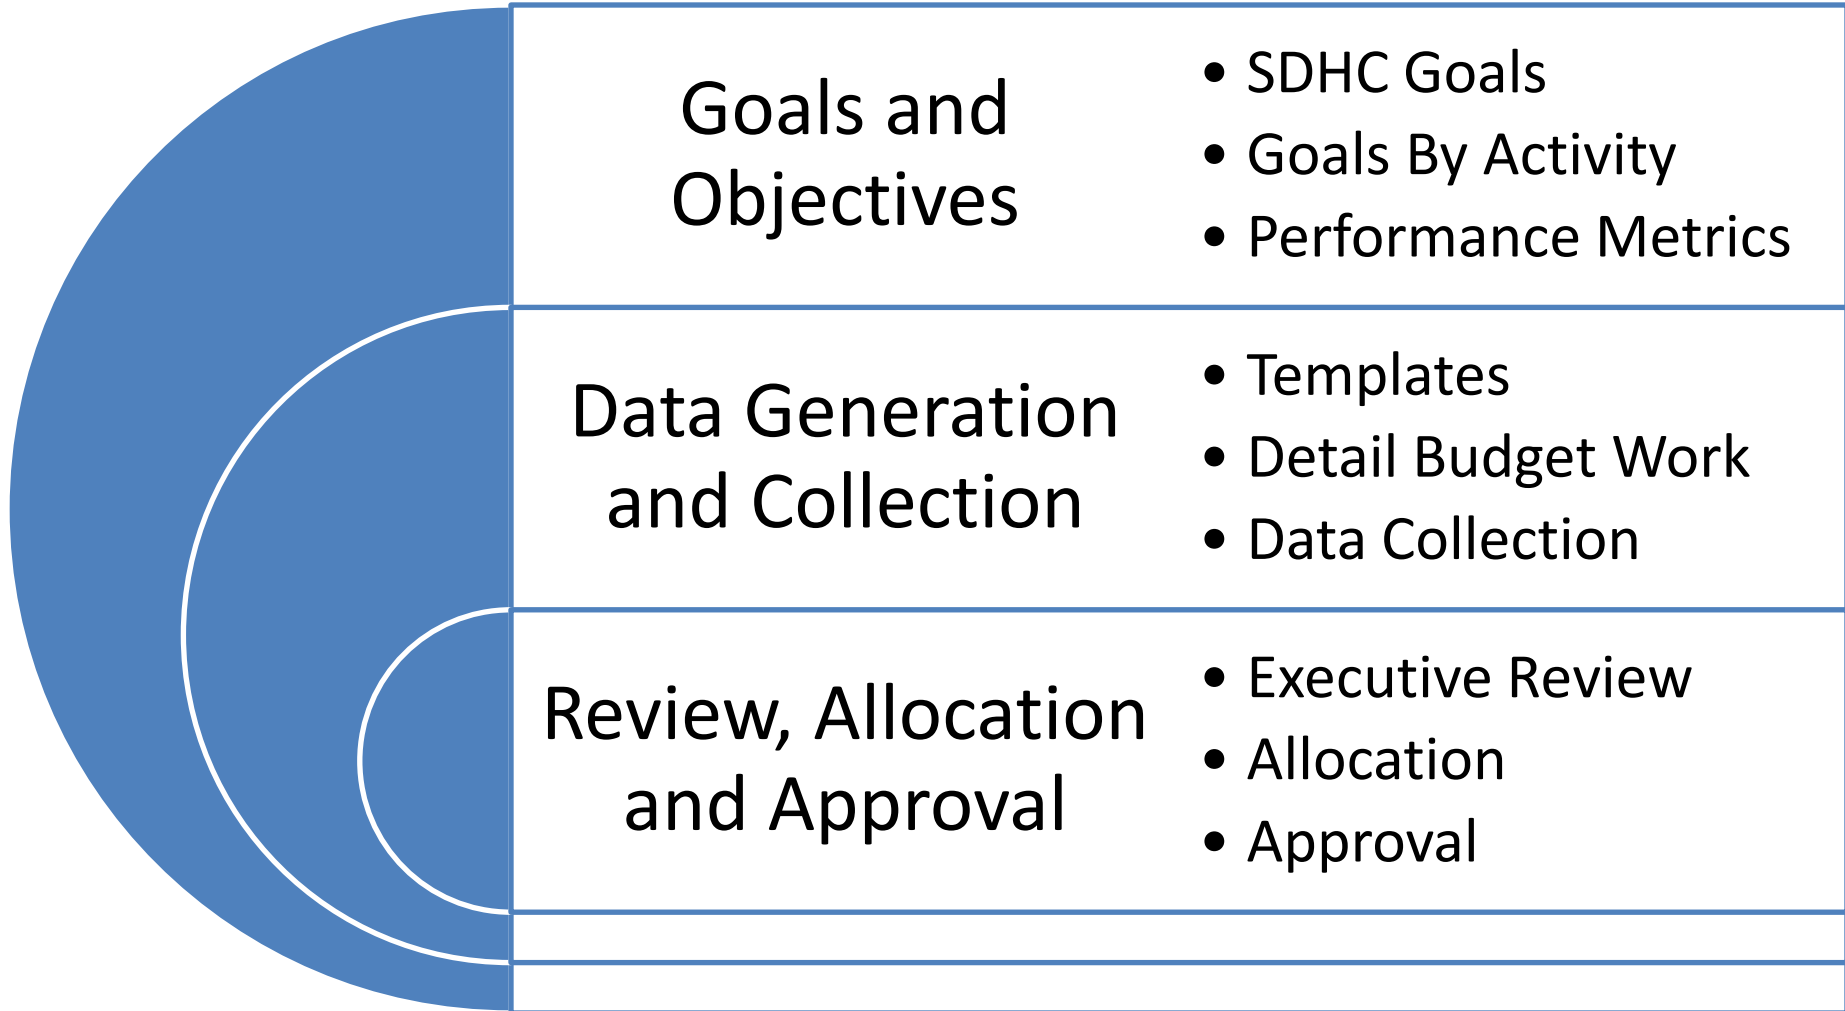 Goals and
Objectives
• SDHC Goals
• Goals By Activity
• Performance Metrics
Data Generation
and Collection
• Templates
• Detail Budget Work
• Data Collection
Review, Allocation
and Approval
• Executive Review
• Allocation
• Approval